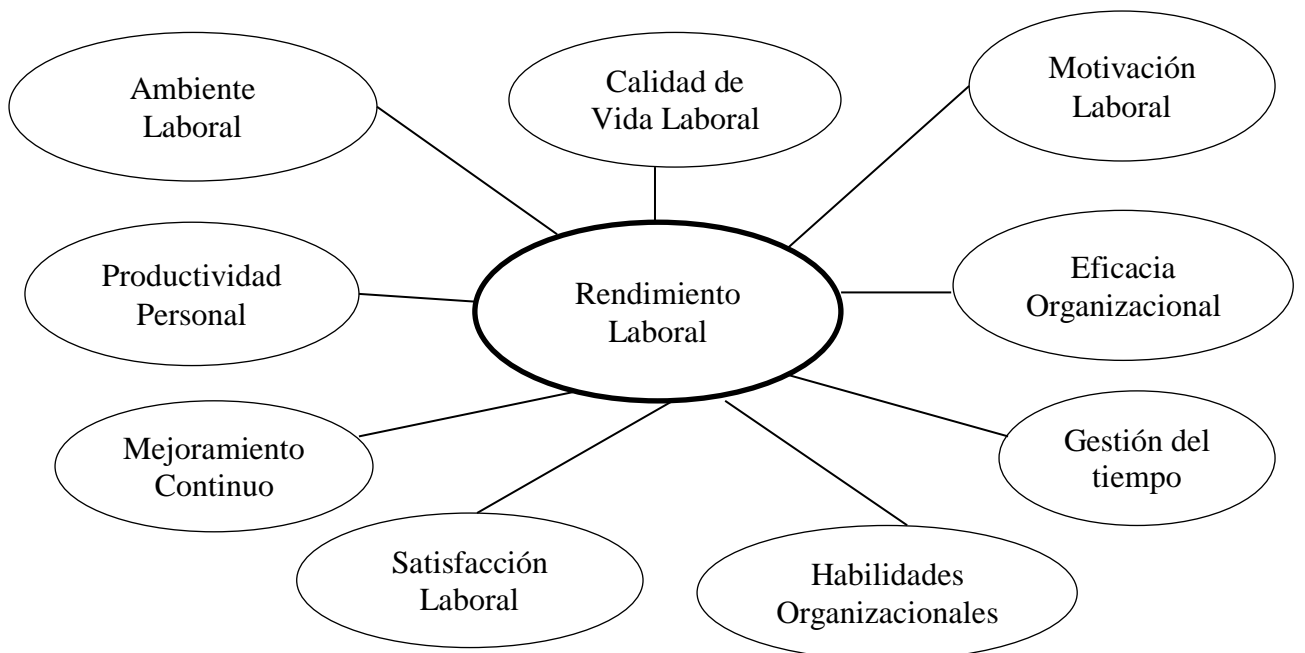 Ambiente
Laboral
Calidad de
Vida Laboral
Motivación
Laboral
Productividad
Personal
Rendimiento
Laboral
Eficacia
Organizacional
Mejoramiento
Continuo
Gestión del
tiempo
Satisfacción
Laboral
Habilidades
Organizacionales